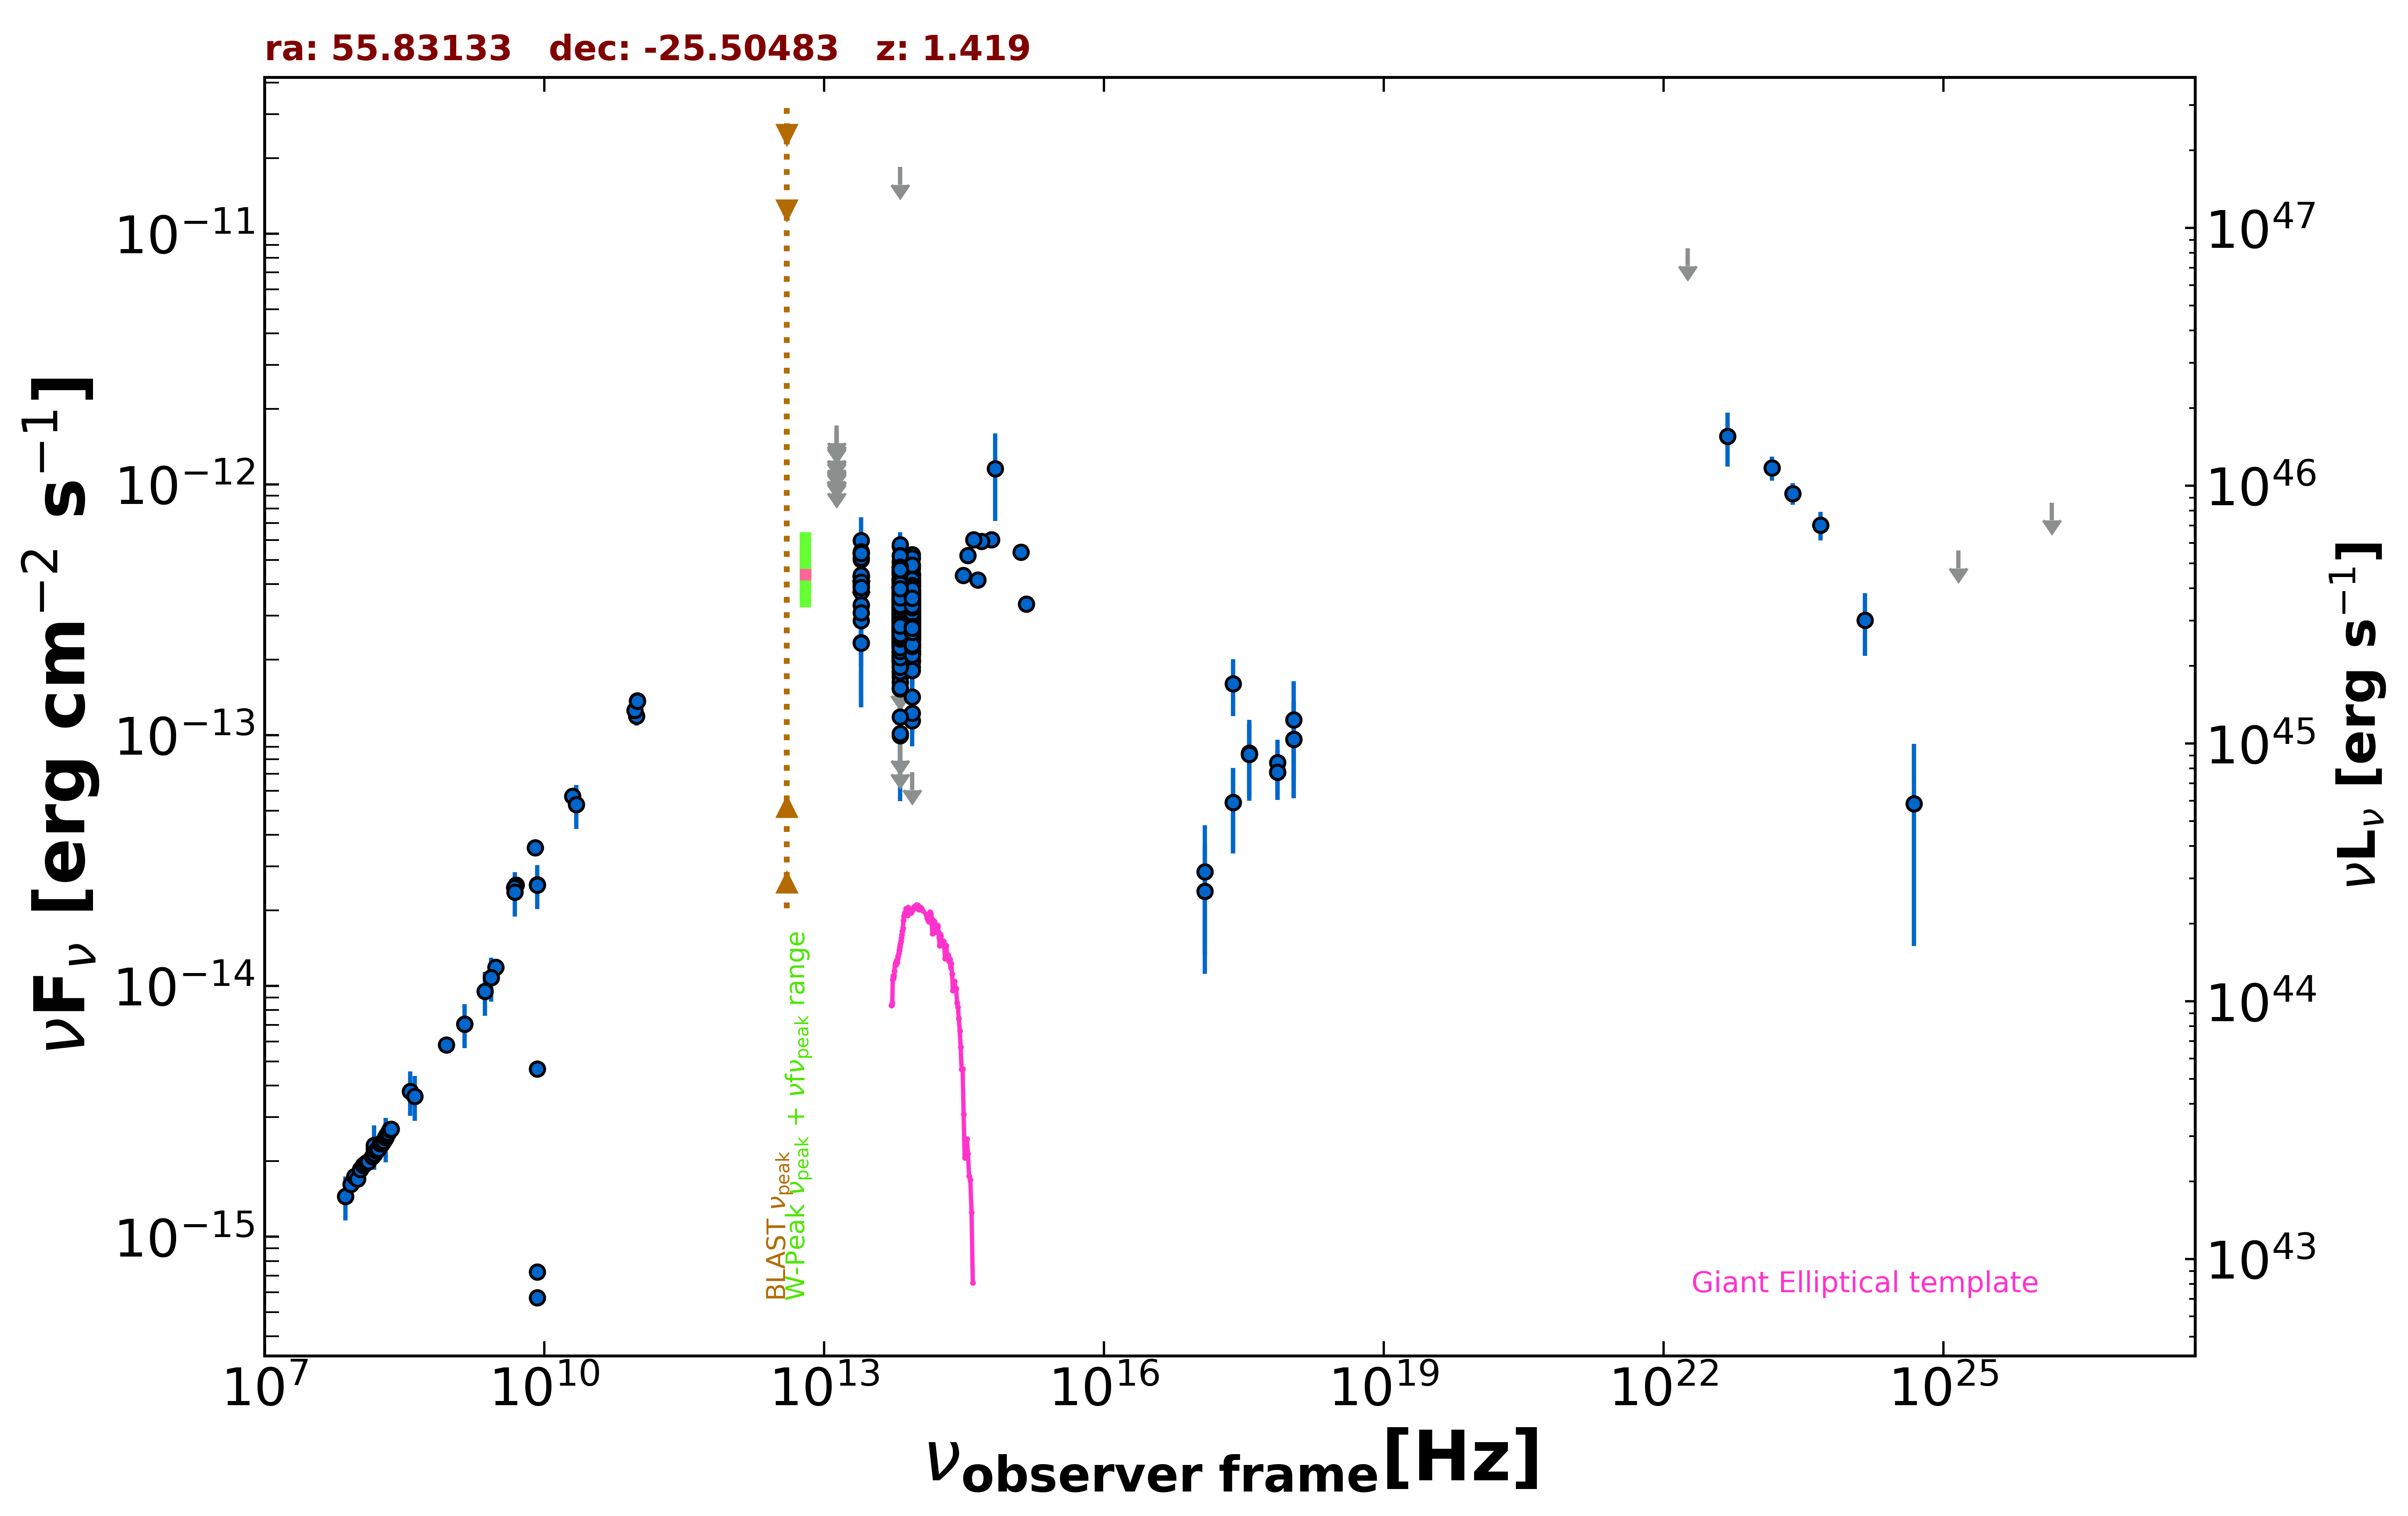 ra: 55.83133 dec: -25.50483 z: 1.419
νFν [erg cm−2 s−1]
10−11
10−12
10−13
10−14
10−15
1047
1046
1045
1044
1043
νLν [erg s−1]
BLAST νpeak
W-Peak νpeak + νfνpeak range
Giant Elliptical template
107 1010 1013 1016 1019 1022 1025
νobserver frame[Hz]